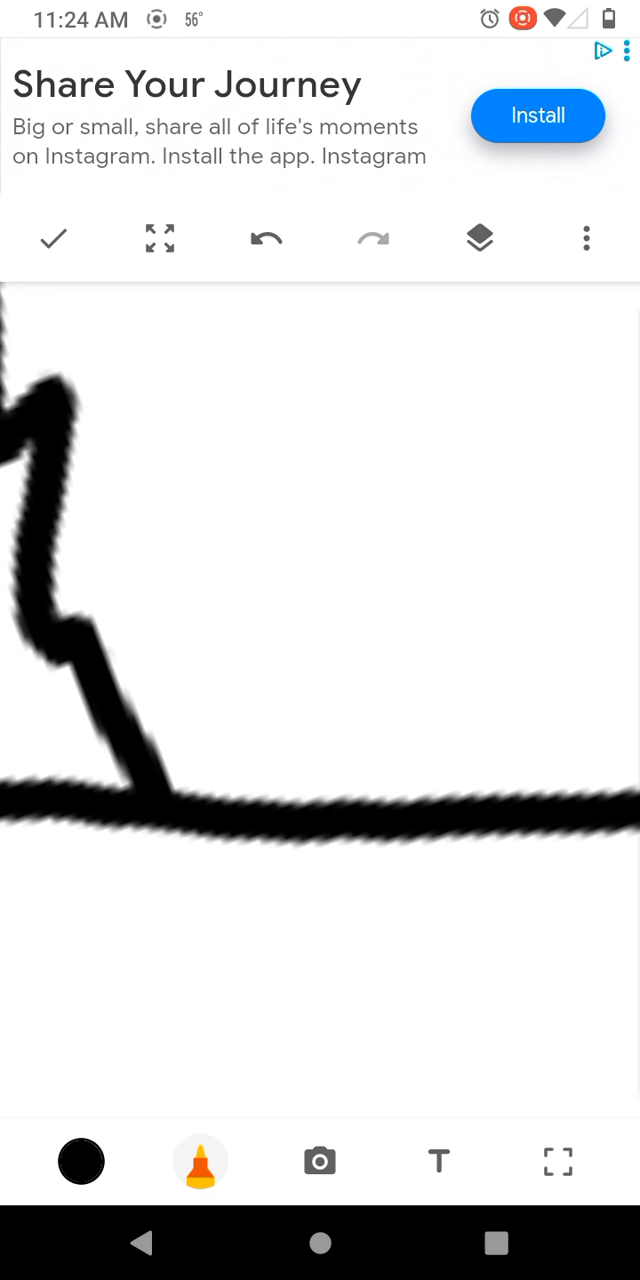 11:24 AM 56°
Share Your Journey
Big or small, share all of life's moments
on Instagram. Install the app. Instagram
Install
T